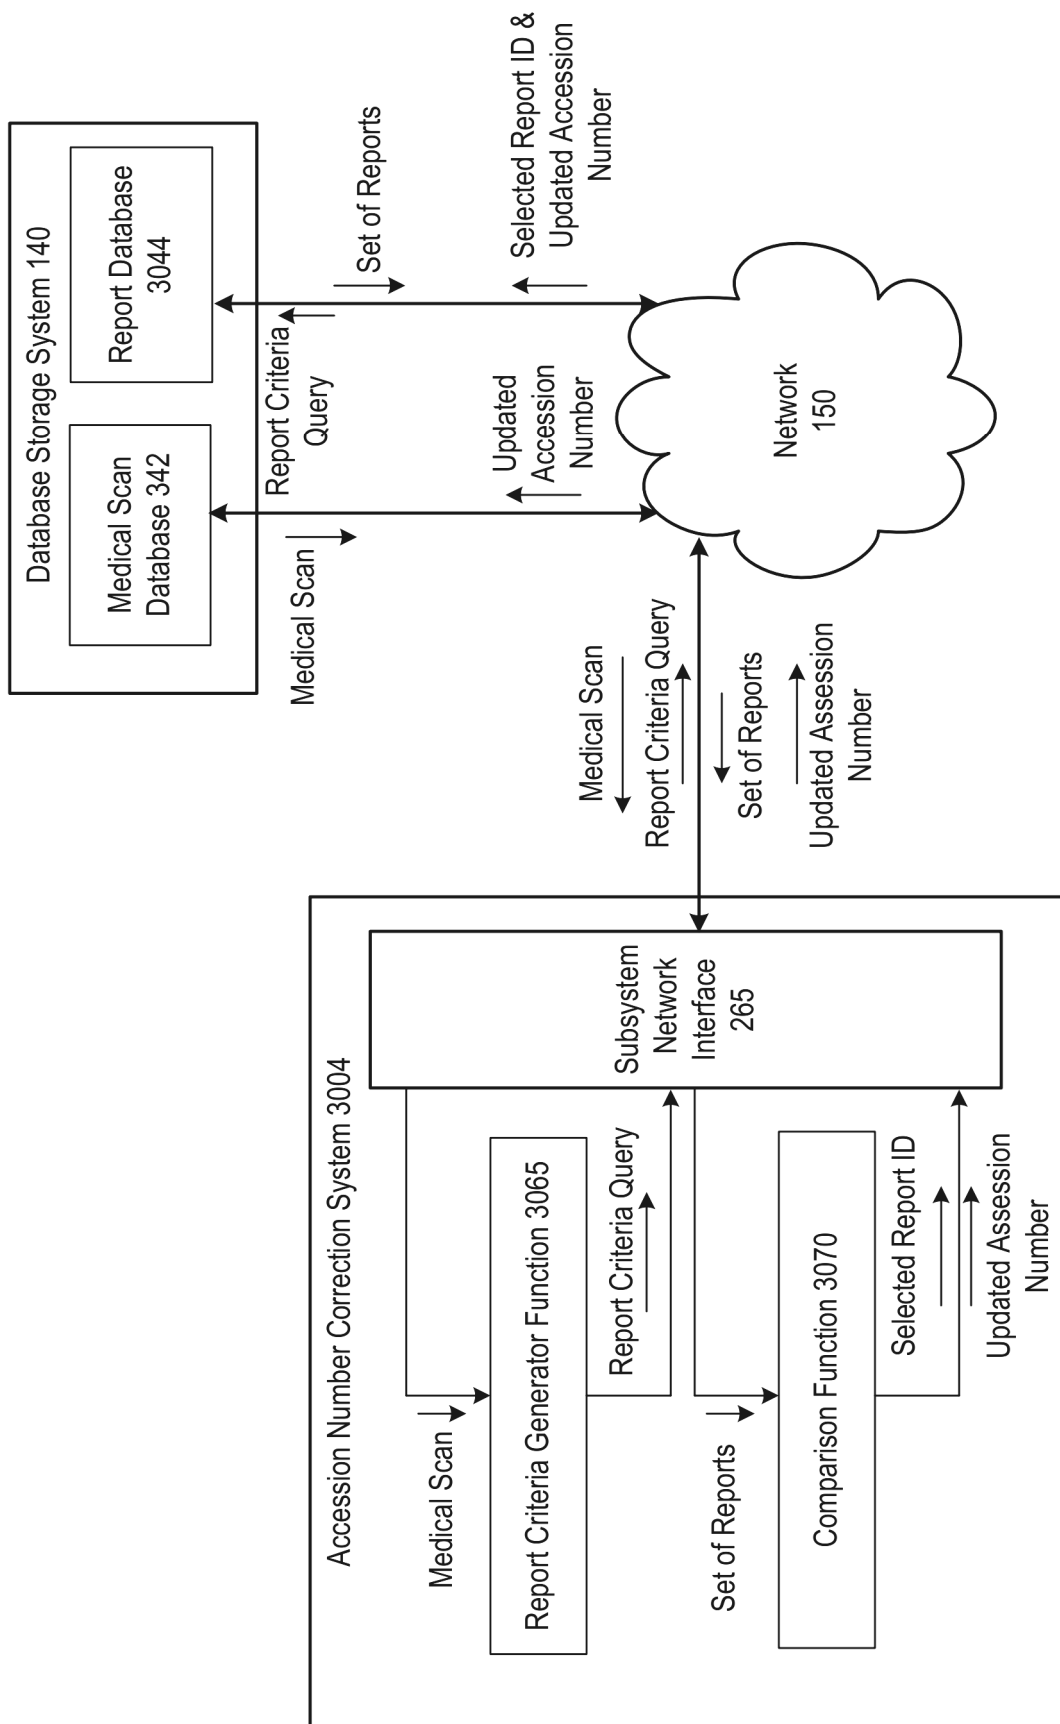 Database Storage System 140
Medical Scan
Database 342
Report Database
3044
Medical Scan
Report Criteria
Query
Set of Reports
Updated
Accession
Number
Selected Report ID &
Updated Accession
Number
Network
150
Medical Scan
Report Criteria Query
Set of Reports
Updated Assession
Number
Accession Number Correction System 3004
Subsystem
Network
Interface
265
Medical Scan
Report Criteria Generator Function 3065
Report Criteria Query
Set of Reports
Comparison Function 3070
Selected Report ID
Updated Assession
Number